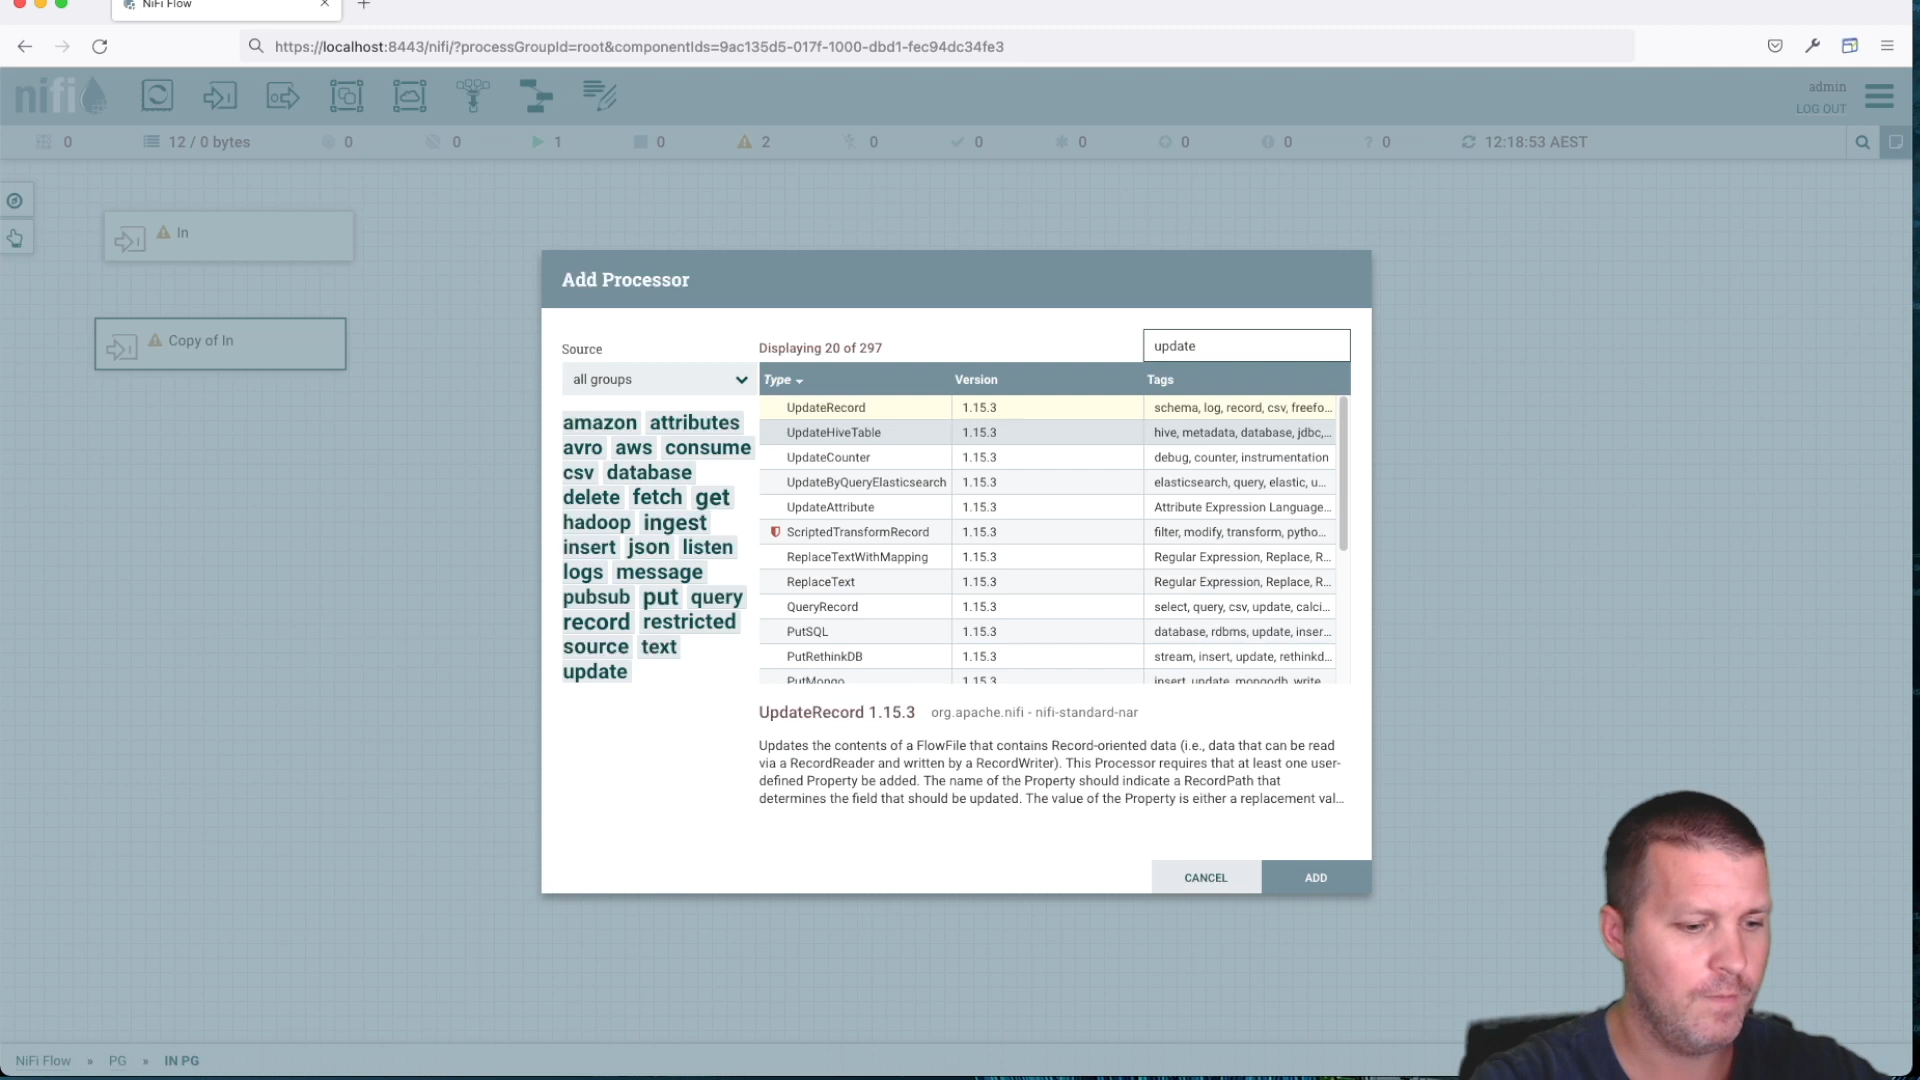 NiFi Flow
https://localhost:8443/nifi/?processGroupId=root&componentIds=9ac135d5-017f-1000-dbd1-fec94dc34fe3
nifi
admin
LOG OUT
0
12 / 0 bytes
0
0
1
0
2
0
0
0
0
0
? 0
12:18:53 AEST
In
Copy of In
Add Processor
Source
Displaying 20 of 297
update
all groups
Type
Version
Tags
amazon attributes
avro aws consume
csv database
delete fetch get
hadoop ingest
insert json listen
logs message
pubsub put query
record restricted
source text
update
UpdateRecord 1.15.3 schema, log, record, csv, freefo...
UpdateHiveTable 1.15.3 hive, metadata, database, jdbc,...
UpdateCounter 1.15.3 debug, counter, instrumentation
UpdateByQueryElasticsearch 1.15.3 elasticsearch, query, elastic, u...
UpdateAttribute 1.15.3 Attribute Expression Language...
ScriptedTransformRecord 1.15.3 filter, modify, transform, pytho...
ReplaceTextWithMapping 1.15.3 Regular Expression, Replace, R...
ReplaceText 1.15.3 Regular Expression, Replace, R...
QueryRecord 1.15.3 select, query, csv, update, calci...
PutSQL 1.15.3 database, rdbms, update, inser...
PutRethinkDB 1.15.3 stream, insert, update, rethinkd...
PutMongo 1.15.3 insert, update, mongodb, write
UpdateRecord 1.15.3 org.apache.nifi - nifi-standard-nar
Updates the contents of a FlowFile that contains Record-oriented data (i.e., data that can be read
via a RecordReader and written by a RecordWriter). This Processor requires that at least one user-
defined Property be added. The name of the Property should indicate a RecordPath that
determines the field that should be updated. The value of the Property is either a replacement val...
CANCEL
ADD
NiFi Flow » PG » IN PG